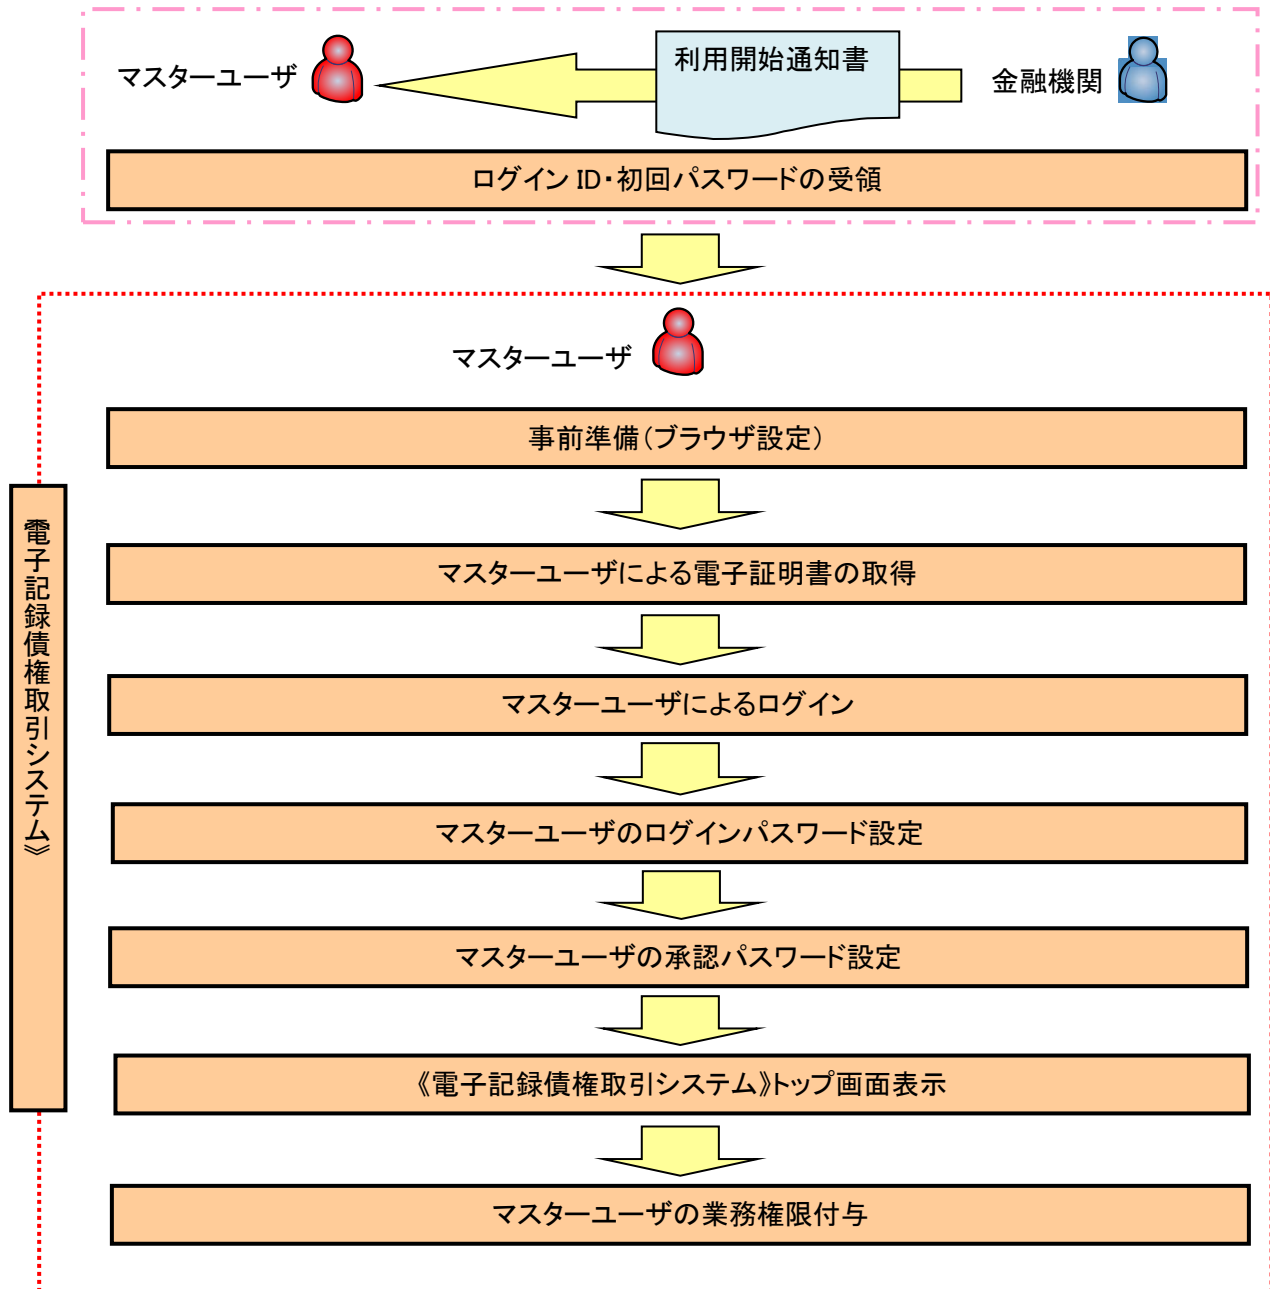 マスターユーザ
利用開始通知書
金融機関
ログイン ID・初回パスワードの受領
マスターユーザ
事前準備（ブラウザ設定）
電子記録債権取引システム》
マスターユーザによる電子証明書の取得
マスターユーザによるログイン
マスターユーザのログインパスワード設定
マスターユーザの承認パスワード設定
《電子記録債権取引システム》トップ画面表示
マスターユーザの業務権限付与